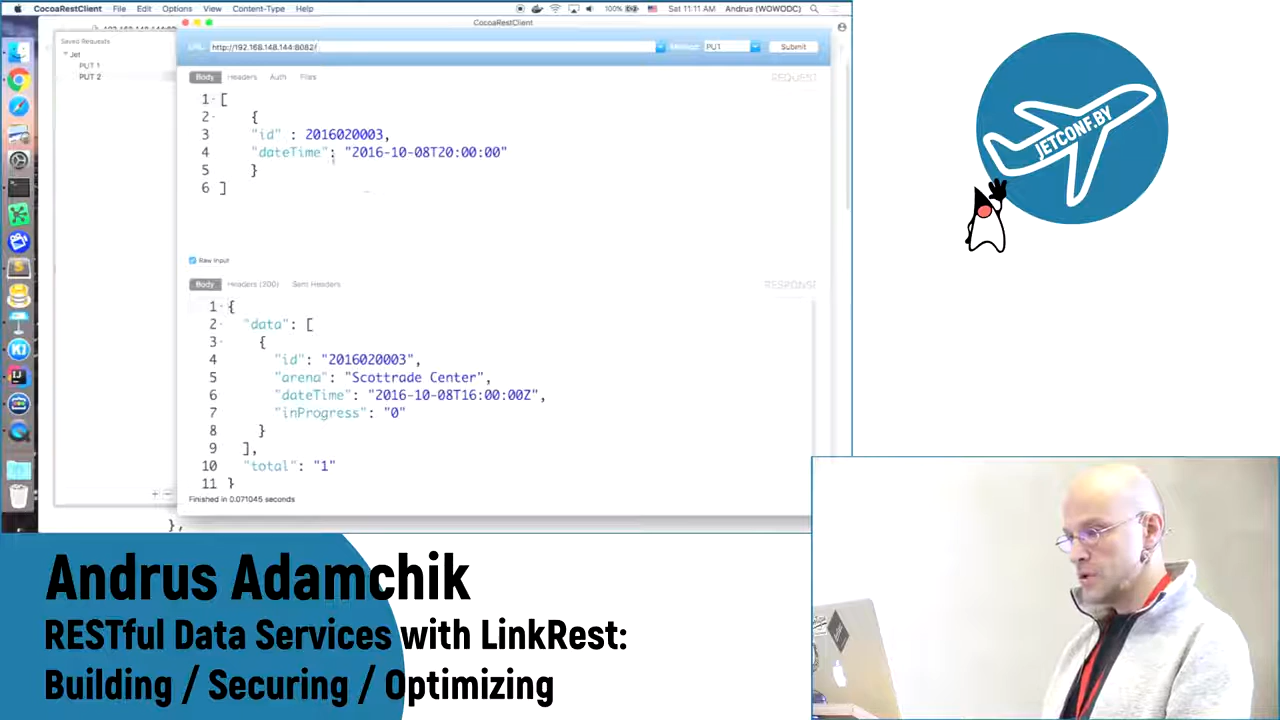 CocoaRestClient File Edit Options View Content-Type Help 100% Sat 11:11 AM Andrus (WOWODC)
CocoaRestClient
Saved Requests
Jet
PUT 1
PUT 2
URL: http://192.168.148.144:8082/ Method: PUT Submit
Body Headers Auth Files REQUEST
1 [
2 {
3 "id" : 2016020003,
4 "dateTime": "2016-10-08T20:00:00"
5 }
6 ]
Raw Input
Body Headers (200) Sent Headers RESPONSE
1 {
2 "data": [
3 {
4 "id": "2016020003",
5 "arena": "Scottrade Center",
6 "dateTime": "2016-10-08T16:00:00Z",
7 "inProgress": "0"
8 }
9 ],
10 "total": "1"
11 }
Finished in 0.071045 seconds
},
JETCONF.BY
Andrus Adamchik
RESTful Data Services with LinkRest:
Building / Securing / Optimizing